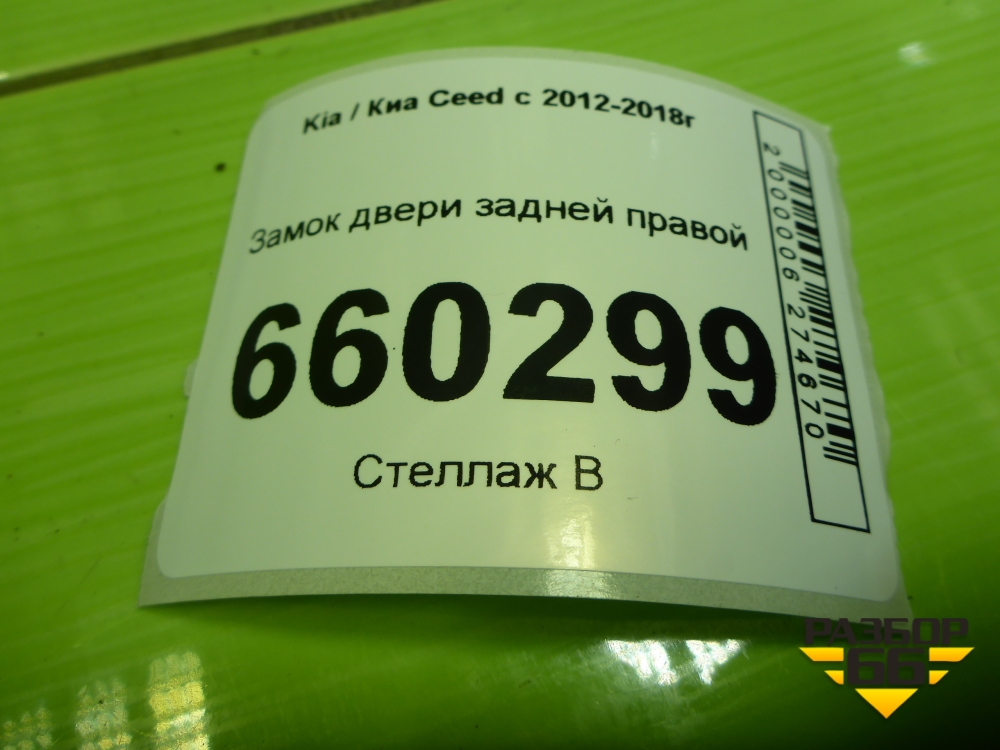 Kia / Киа Ceed с 2012-2018г
Замок двери задней правой
660299
Стеллаж В
2000006274670
РАЗБОР
66